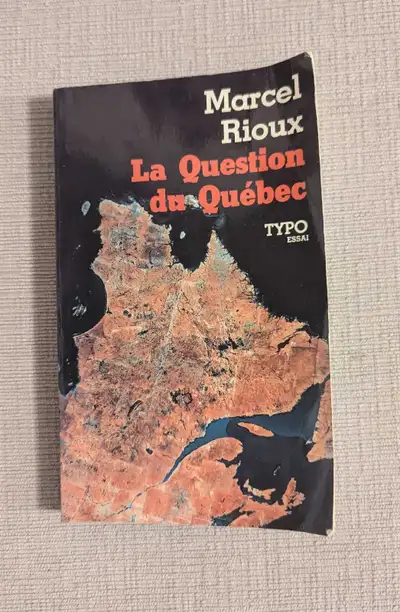 Marcel
Rioux
La Question
du Québec
TYPO
ESSAI